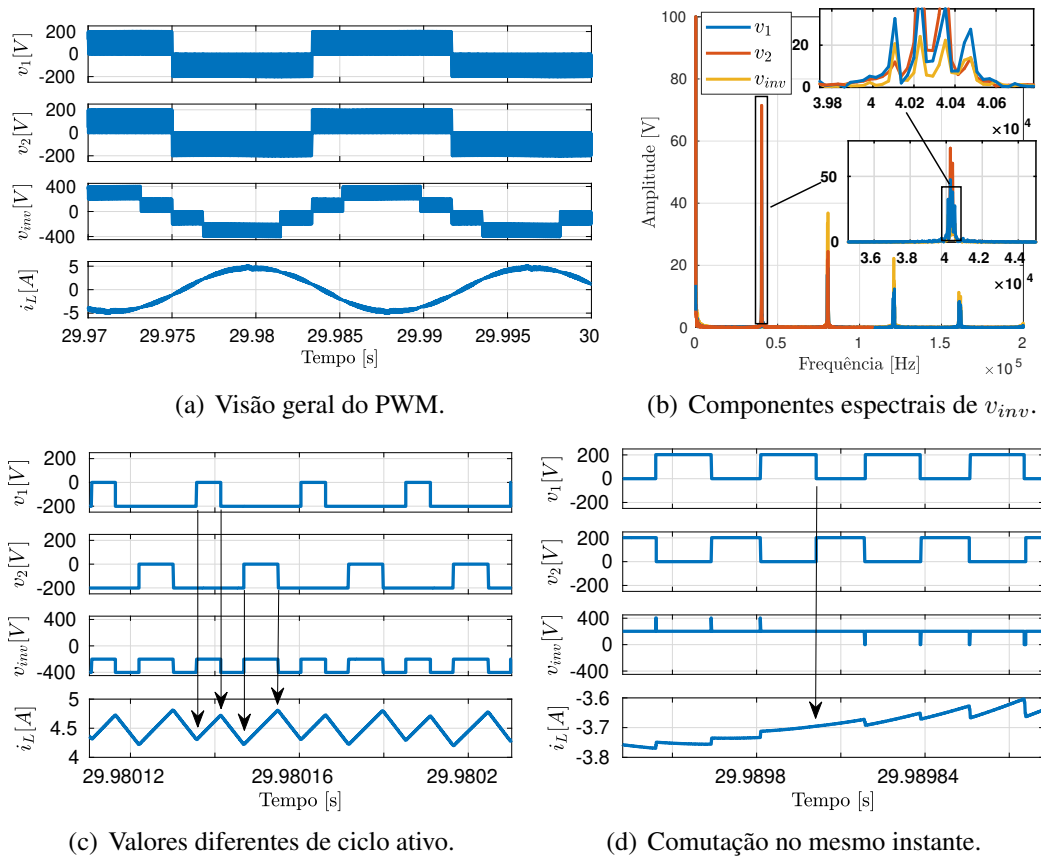 v1[V]
200
0
-200
v2[V]
200
0
-200
vinv[V]
400
0
-400
iL[A]
5
0
-5
29.97 29.975 29.98 29.985 29.99 29.995 30
Tempo [s]
(a) Visão geral do PWM.
Amplitude [V]
100
80
60
40
20
0
v1
v2
vinv
20
0
3.98 4 4.02 4.04 4.06
×10 4
50
0
3.6 3.8 4 4.2 4.4
×10 4
0 0.5 1 1.5 2
Frequência [Hz]
×10 5
(b) Componentes espectrais de vinv.
v1[V]
200
0
-200
v2[V]
200
0
-200
vinv[V]
400
0
-400
iL[A]
5
4.5
4
29.98012 29.98016 29.9802
Tempo [s]
(c) Valores diferentes de ciclo ativo.
v1[V]
200
0
-200
v2[V]
200
0
-200
vinv[V]
400
0
-400
iL[A]
-3.6
-3.7
-3.8
29.9898 29.98984
Tempo [s]
(d) Comutação no mesmo instante.